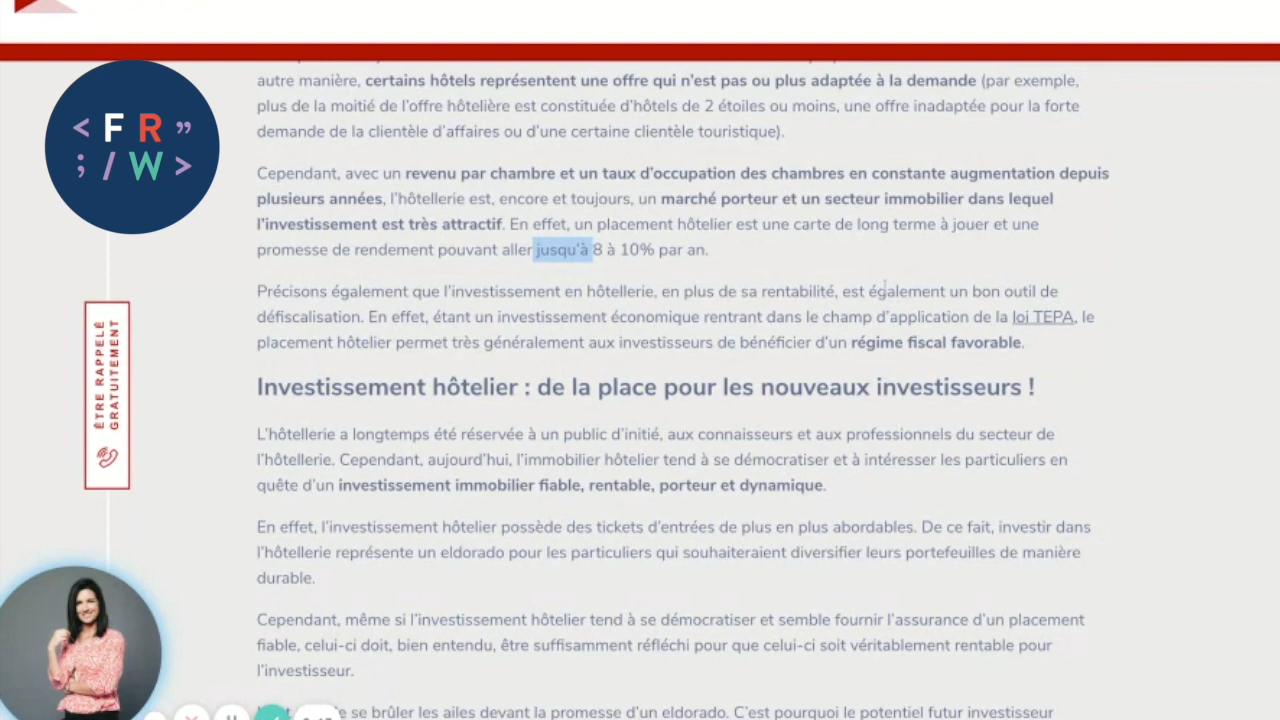 autre manière, certains hôtels représentent une offre qui n'est pas ou plus adaptée à la demande (par exemple,
plus de la moitié de l'offre hôtelière est constituée d'hôtels de 2 étoiles ou moins, une offre inadaptée pour la forte
demande de la clientèle d'affaires ou d'une certaine clientèle touristique).
< F R ”
; / W >
Cependant, avec un revenu par chambre et un taux d'occupation des chambres en constante augmentation depuis
plusieurs années, l'hôtellerie est, encore et toujours, un marché porteur et un secteur immobilier dans lequel
l'investissement est très attractif. En effet, un placement hôtelier est une carte de long terme à jouer et une
promesse de rendement pouvant aller jusqu'à 8 à 10% par an.
Précisons également que l'investissement en hôtellerie, en plus de sa rentabilité, est également un bon outil de
défiscalisation. En effet, étant un investissement économique rentrant dans le champ d'application de la loi TEPA, le
placement hôtelier permet très généralement aux investisseurs de bénéficier d'un régime fiscal favorable.
ÊTRE RAPPELÉ
GRATUITEMENT
Investissement hôtelier : de la place pour les nouveaux investisseurs !
L'hôtellerie a longtemps été réservée à un public d'initié, aux connaisseurs et aux professionnels du secteur de
l'hôtellerie. Cependant, aujourd'hui, l'immobilier hôtelier tend à se démocratiser et à intéresser les particuliers en
quête d'un investissement immobilier fiable, rentable, porteur et dynamique.
En effet, l'investissement hôtelier possède des tickets d'entrées de plus en plus abordables. De ce fait, investir dans
l'hôtellerie représente un eldorado pour les particuliers qui souhaiteraient diversifier leurs portefeuilles de manière
durable.
Cependant, même si l'investissement hôtelier tend à se démocratiser et semble fournir l'assurance d'un placement
fiable, celui-ci doit, bien entendu, être suffisamment réfléchi pour que celui-ci soit véritablement rentable pour
l'investisseur.
se brûler les ailes devant la promesse d'un eldorado. C'est pourquoi le potentiel futur investisseur